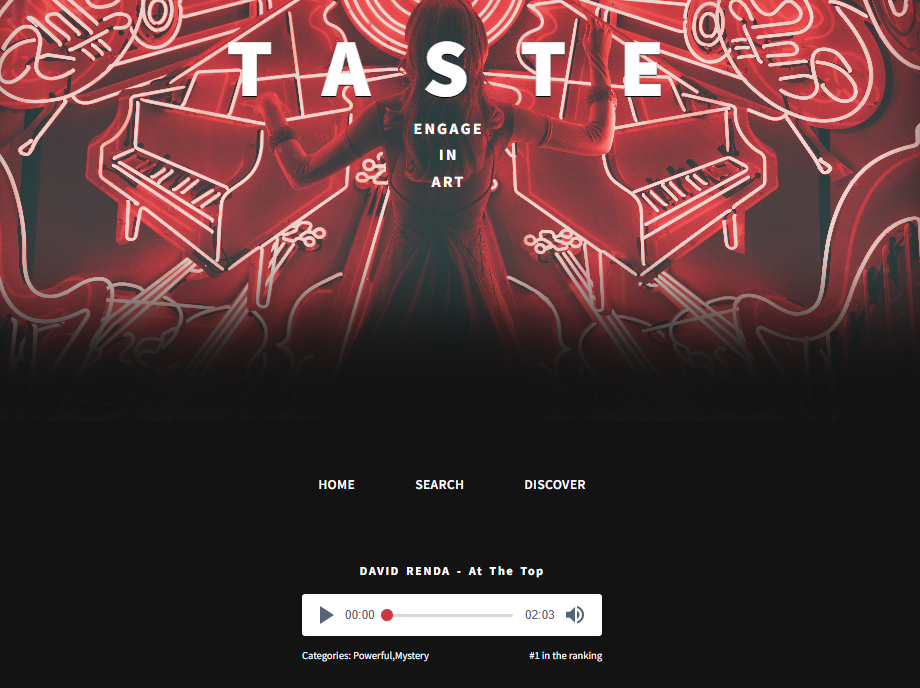 TASTE
ENGAGE
IN
ART
HOME SEARCH DISCOVER
DAVID RENDA - At The Top
00:00 02:03
Categories: Powerful,Mystery #1 in the ranking